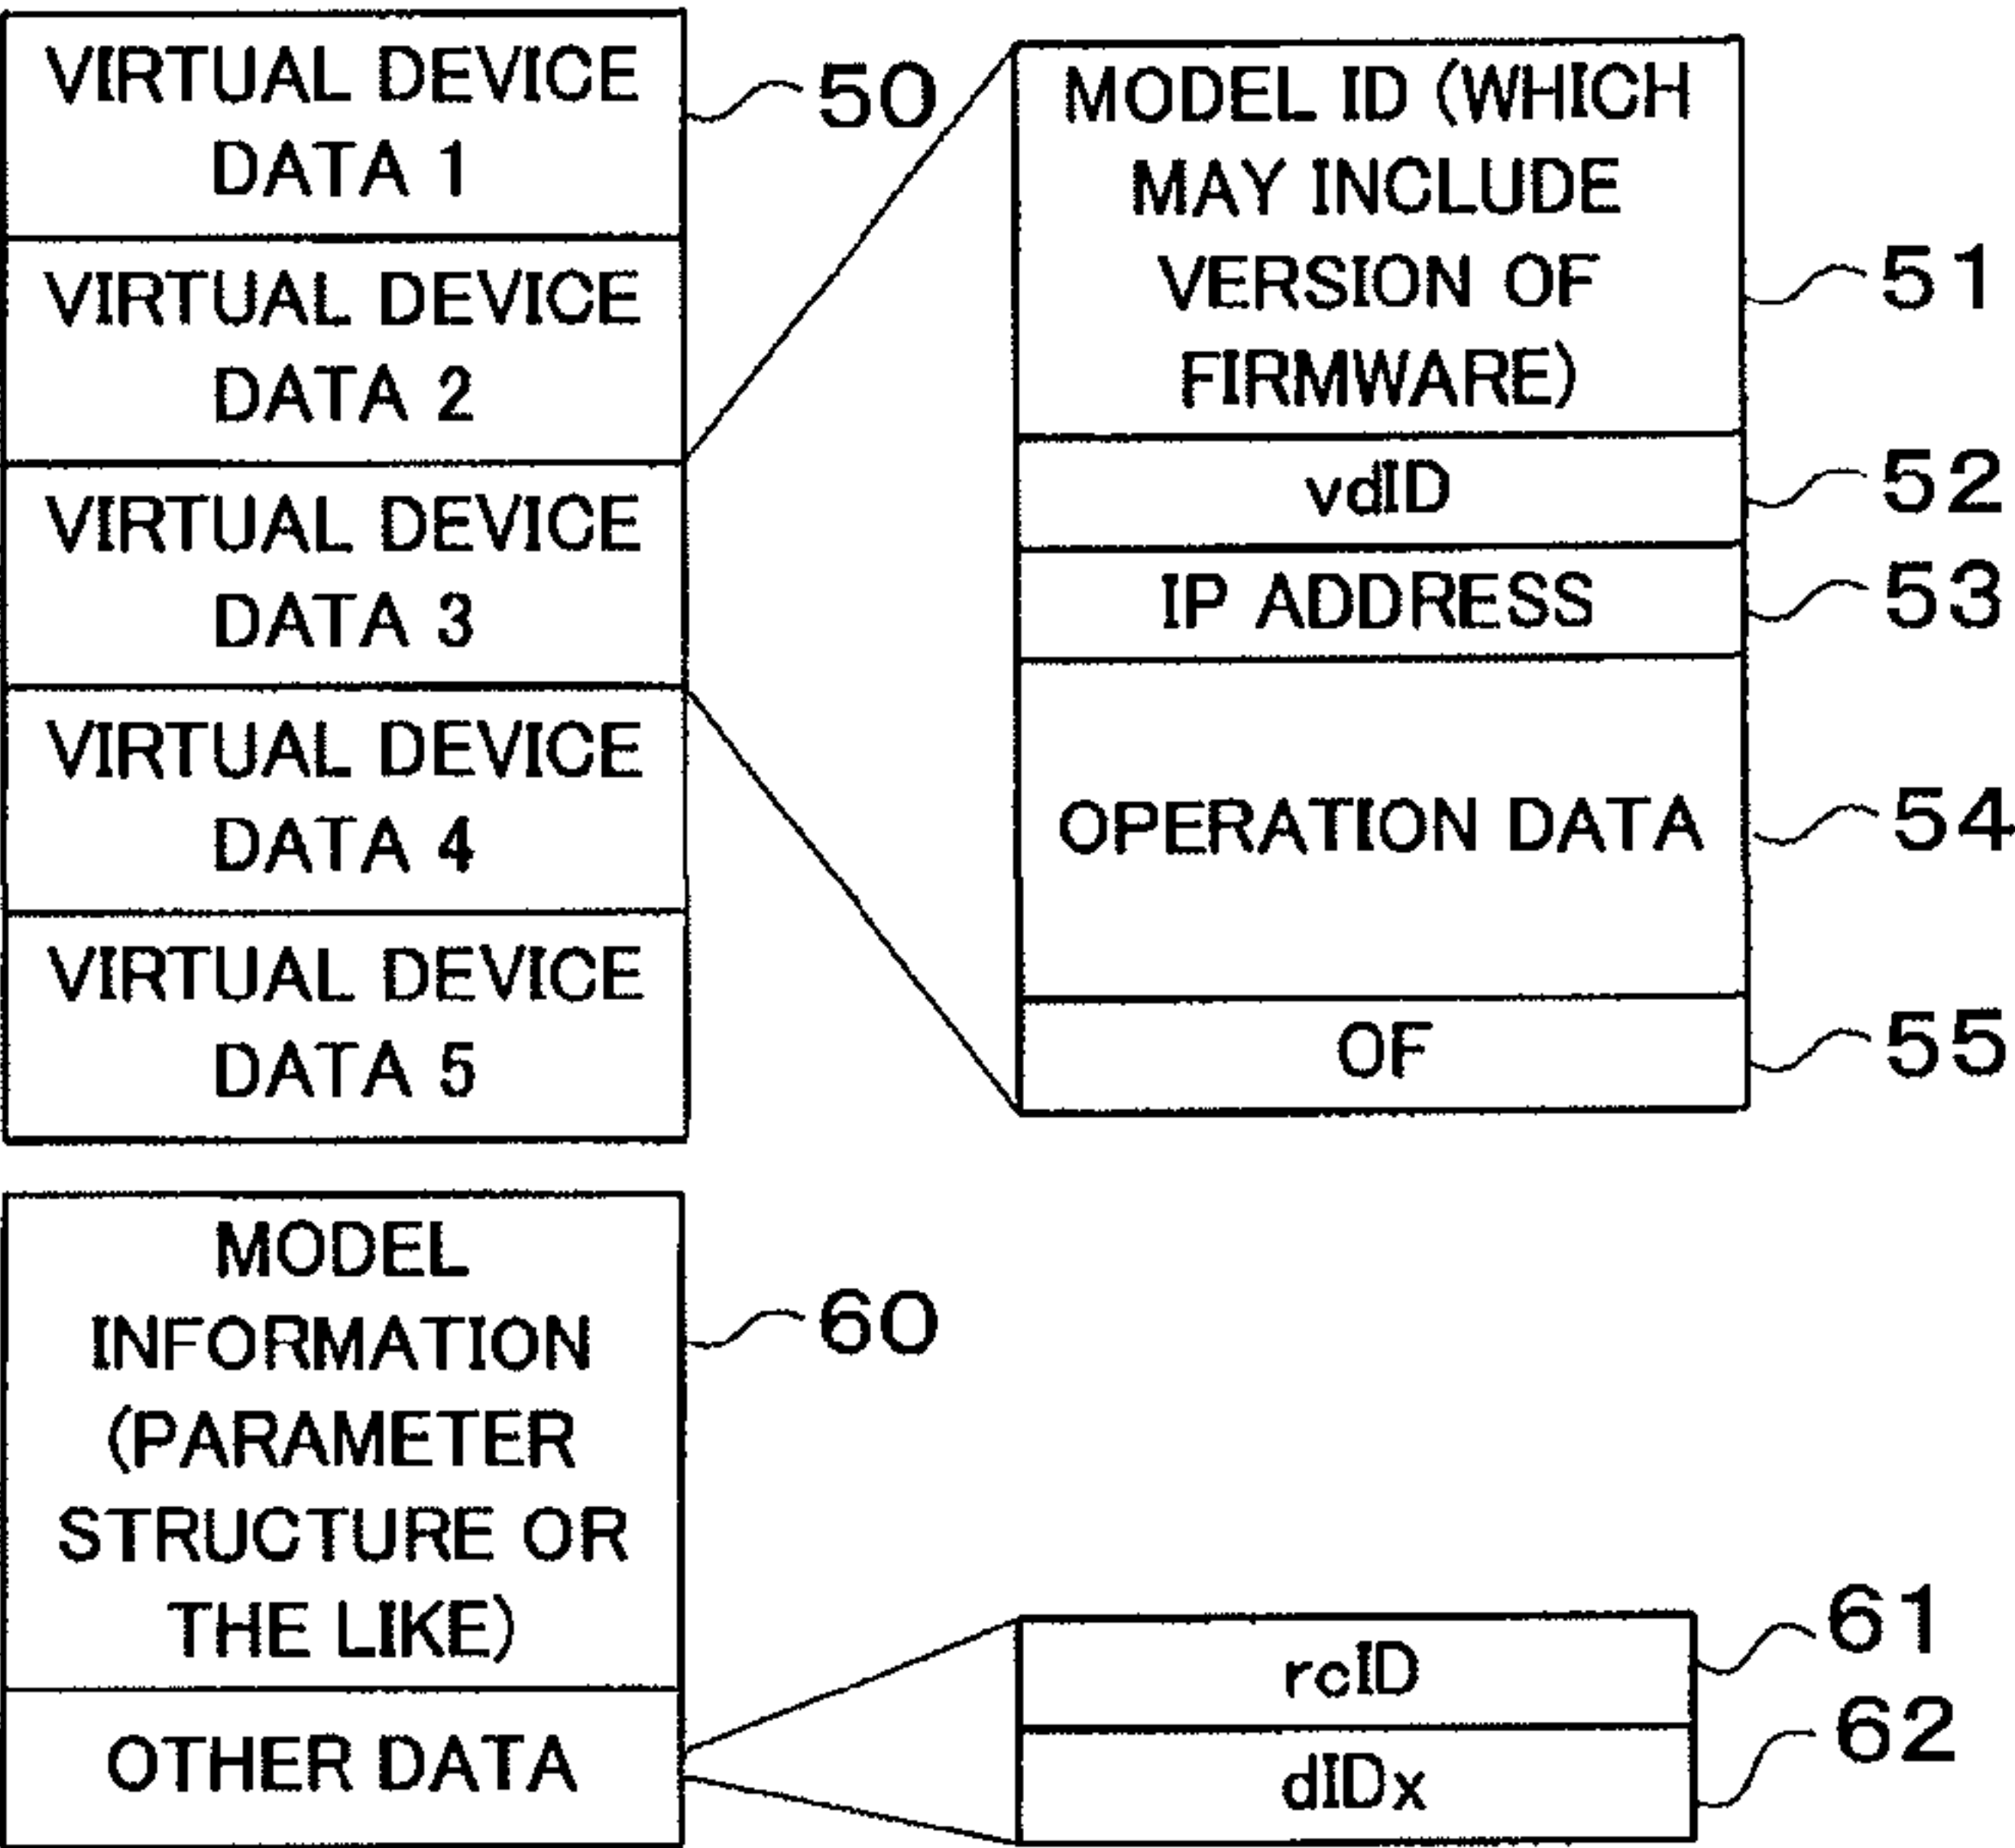 VIRTUAL DEVICE
DATA 1
50
VIRTUAL DEVICE
DATA 2
VIRTUAL DEVICE
DATA 3
VIRTUAL DEVICE
DATA 4
VIRTUAL DEVICE
DATA 5
MODEL ID (WHICH
MAY INCLUDE
VERSION OF
FIRMWARE)
51
vdID
52
IP ADDRESS
53
OPERATION DATA
54
OF
55
MODEL
INFORMATION
(PARAMETER
STRUCTURE OR
THE LIKE)
60
OTHER DATA
rcID
61
dIDx
62